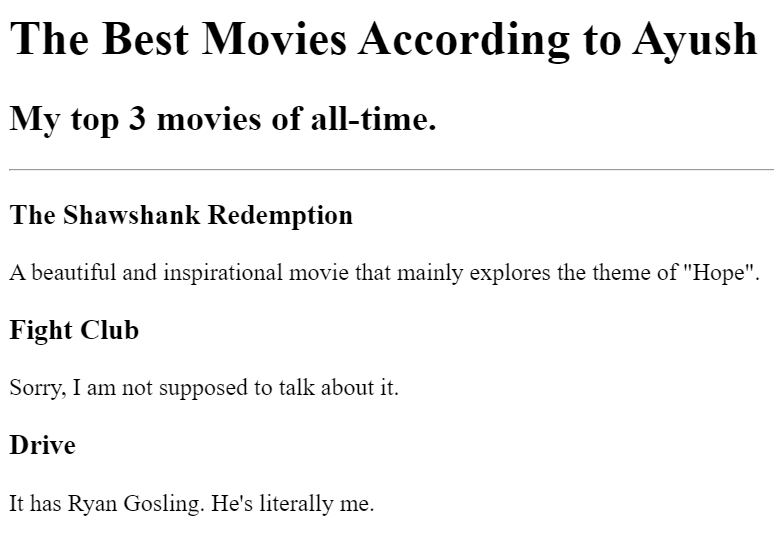 The Best Movies According to Ayush
My top 3 movies of all-time.
The Shawshank Redemption
A beautiful and inspirational movie that mainly explores the theme of "Hope".
Fight Club
Sorry, I am not supposed to talk about it.
Drive
It has Ryan Gosling. He's literally me.